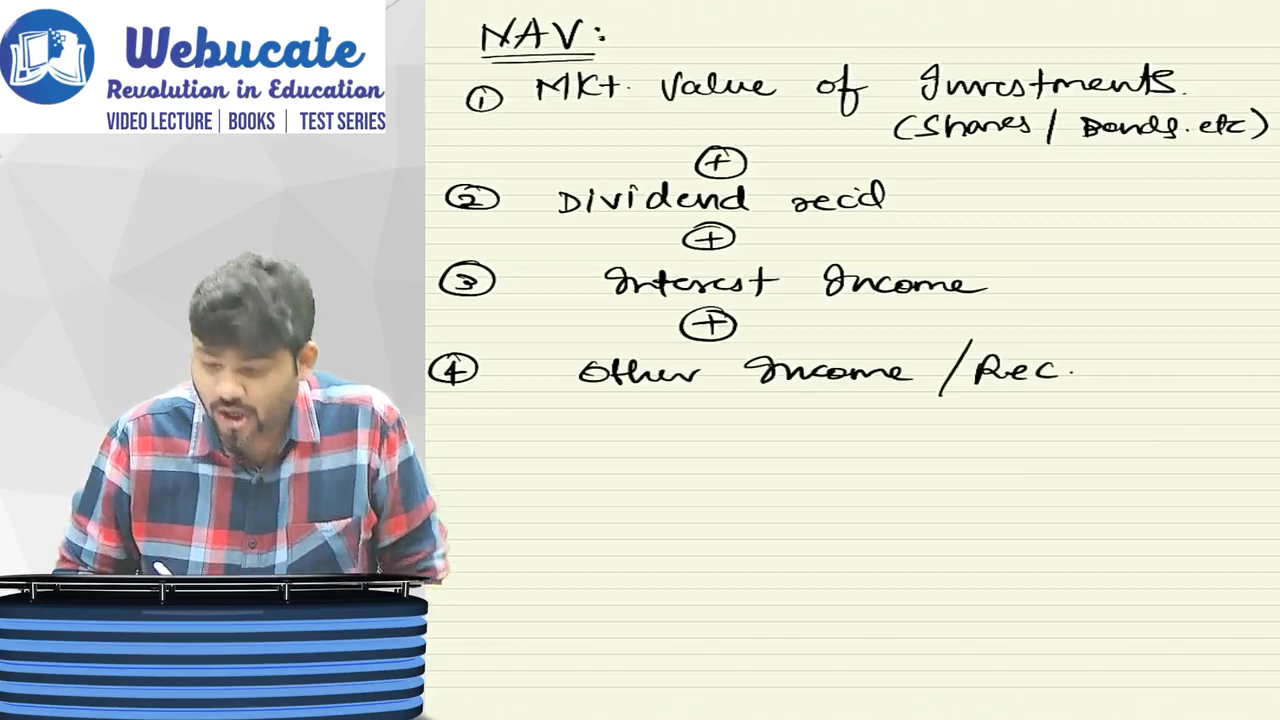 Webucate
Revolution in Education
VIDEO LECTURE | BOOKS | TEST SERIES
NAV:
① Mkt. Value of Investments.
(Shares / Bonds. etc)
+
② Dividend rec'd
+
③ Interest Income
+
④ Other Income / Rec.